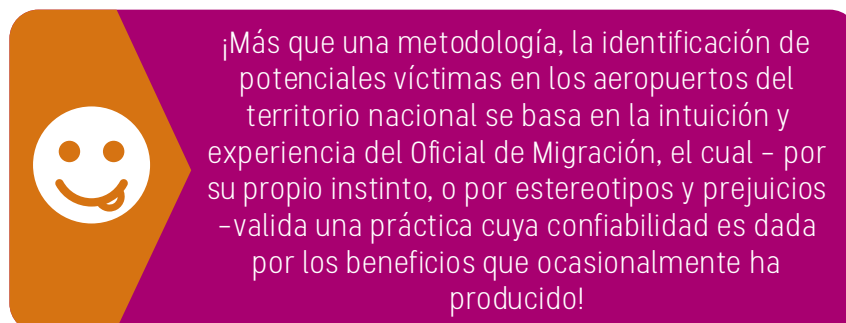 ¡Más que una metodología, la identificación de
potenciales víctimas en los aeropuertos del
territorio nacional se basa en la intuición y
experiencia del Oficial de Migración, el cual – por
su propio instinto, o por estereotipos y prejuicios
–valida una práctica cuya confiabilidad es dada
por los beneficios que ocasionalmente ha
producido!